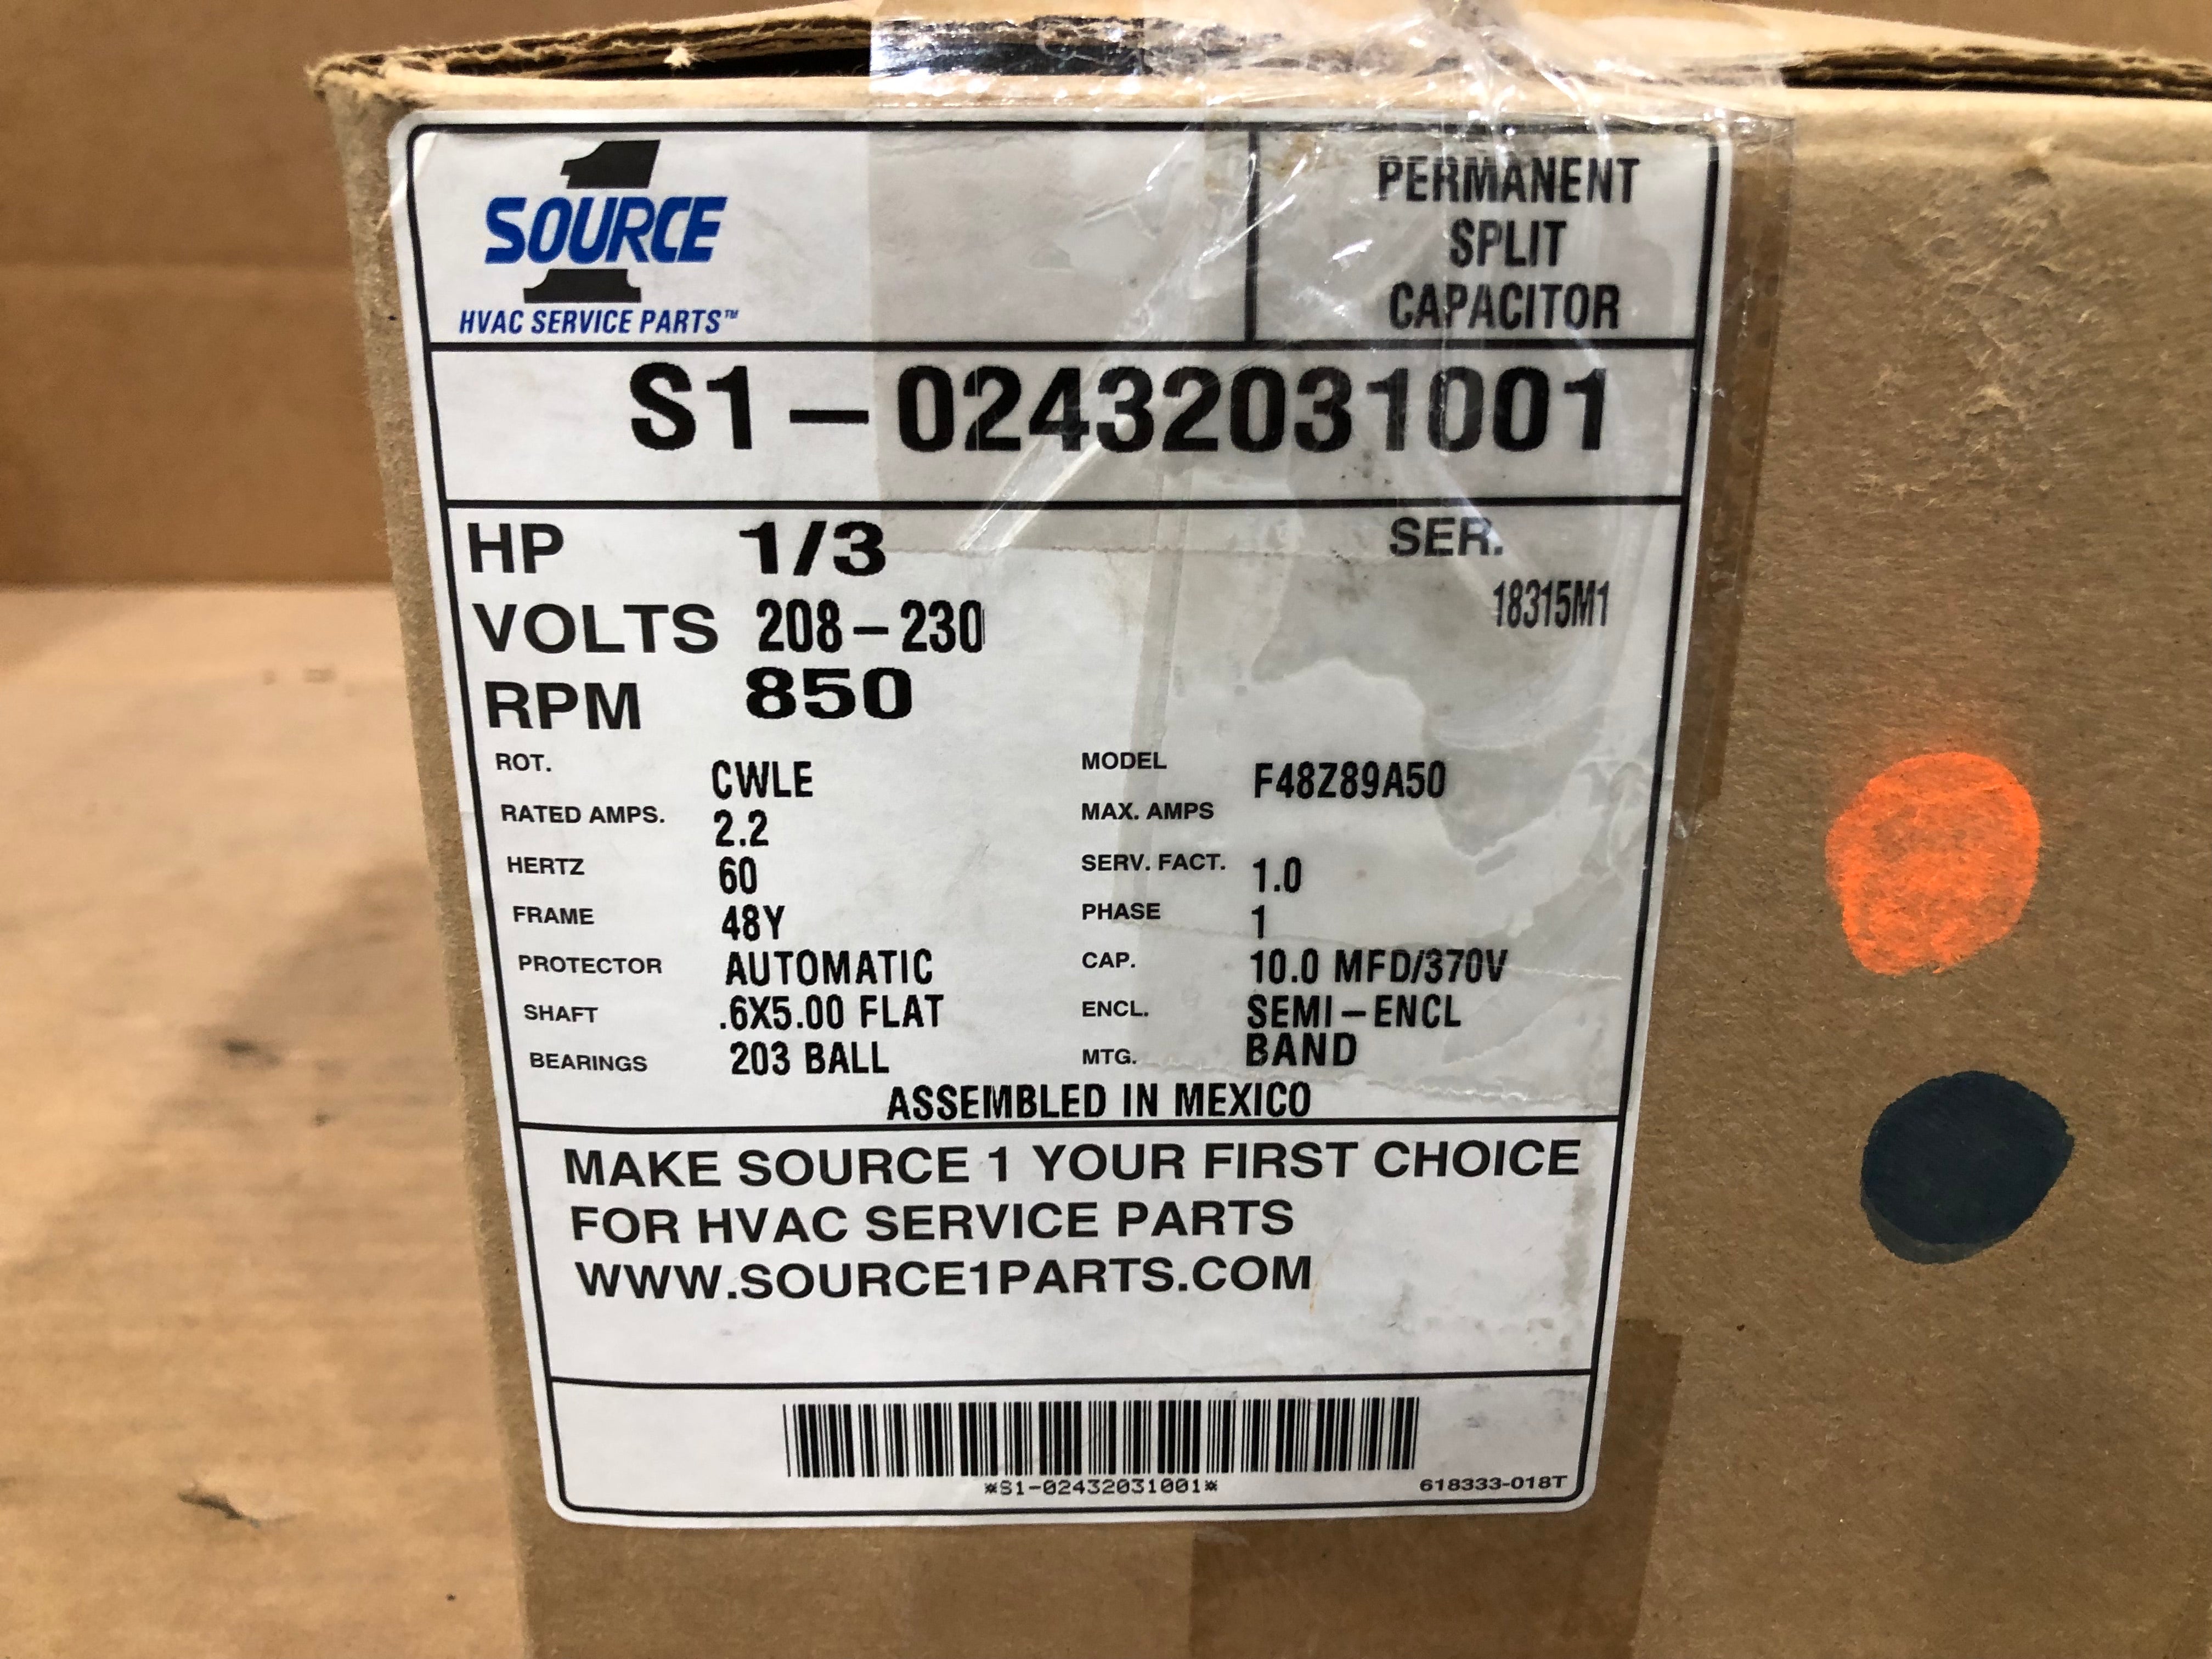 1
SOURCE
HVAC SERVICE PARTS™
PERMANENT
SPLIT
CAPACITOR
S1-02432031001
HP 1/3
SER.
18315M1
VOLTS 208-230
RPM 850
ROT. CWLE
MODEL F48Z89A50
RATED AMPS. 2.2
MAX. AMPS
HERTZ 60
SERV. FACT. 1.0
FRAME 48Y
PHASE 1
PROTECTOR AUTOMATIC
CAP. 10.0 MFD/370V
SHAFT .6X5.00 FLAT
ENCL. SEMI-ENCL
BEARINGS 203 BALL
MTG. BAND
ASSEMBLED IN MEXICO
MAKE SOURCE 1 YOUR FIRST CHOICE
FOR HVAC SERVICE PARTS
WWW.SOURCE1PARTS.COM
*S1-02432031001*
618333-018T